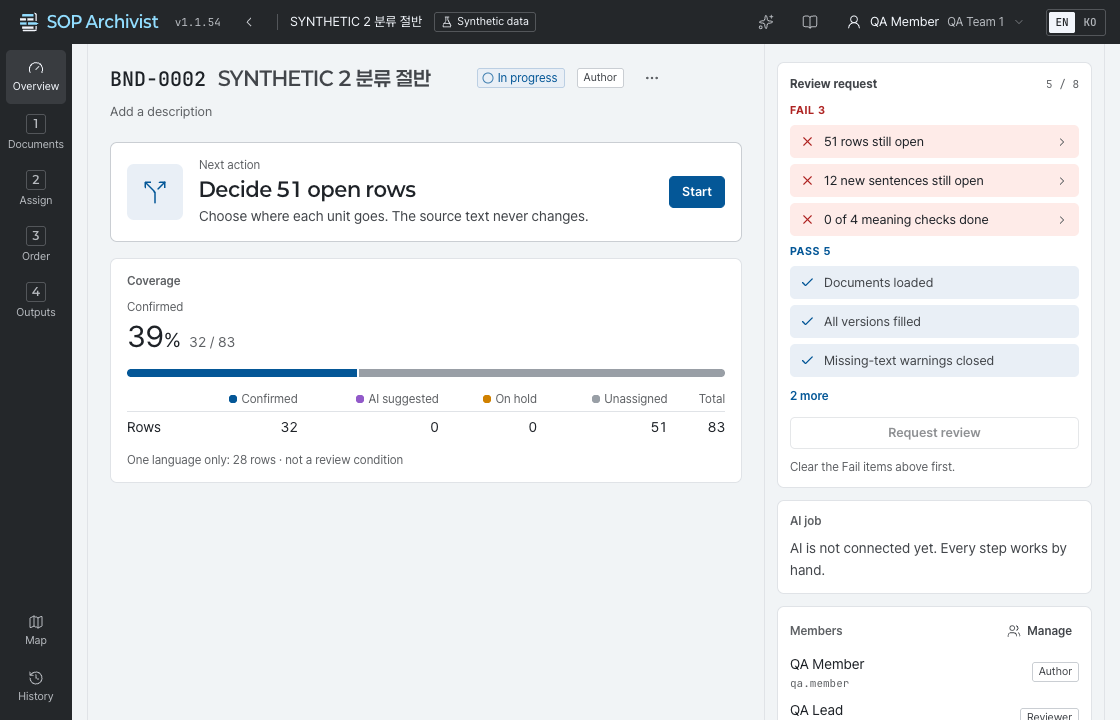 SOP Archivist v1.1.54 SYNTHETIC 2 분류 절반 Synthetic data QA Member QA Team 1 EN KO
Overview
1
Documents
2
Assign
3
Order
4
Outputs
Map
History
BND-0002 SYNTHETIC 2 분류 절반 In progress Author
Add a description
Next action
Decide 51 open rows
Choose where each unit goes. The source text never changes.
Start
Coverage
Confirmed
39% 32 / 83
Confirmed AI suggested On hold Unassigned Total
Rows 32 0 0 51 83
One language only: 28 rows · not a review condition
Review request 5 / 8
FAIL 3
51 rows still open
12 new sentences still open
0 of 4 meaning checks done
PASS 5
Documents loaded
All versions filled
Missing-text warnings closed
2 more
Request review
Clear the Fail items above first.
AI job
AI is not connected yet. Every step works by
hand.
Members Manage
QA Member Author
qa.member
QA Lead Reviewer